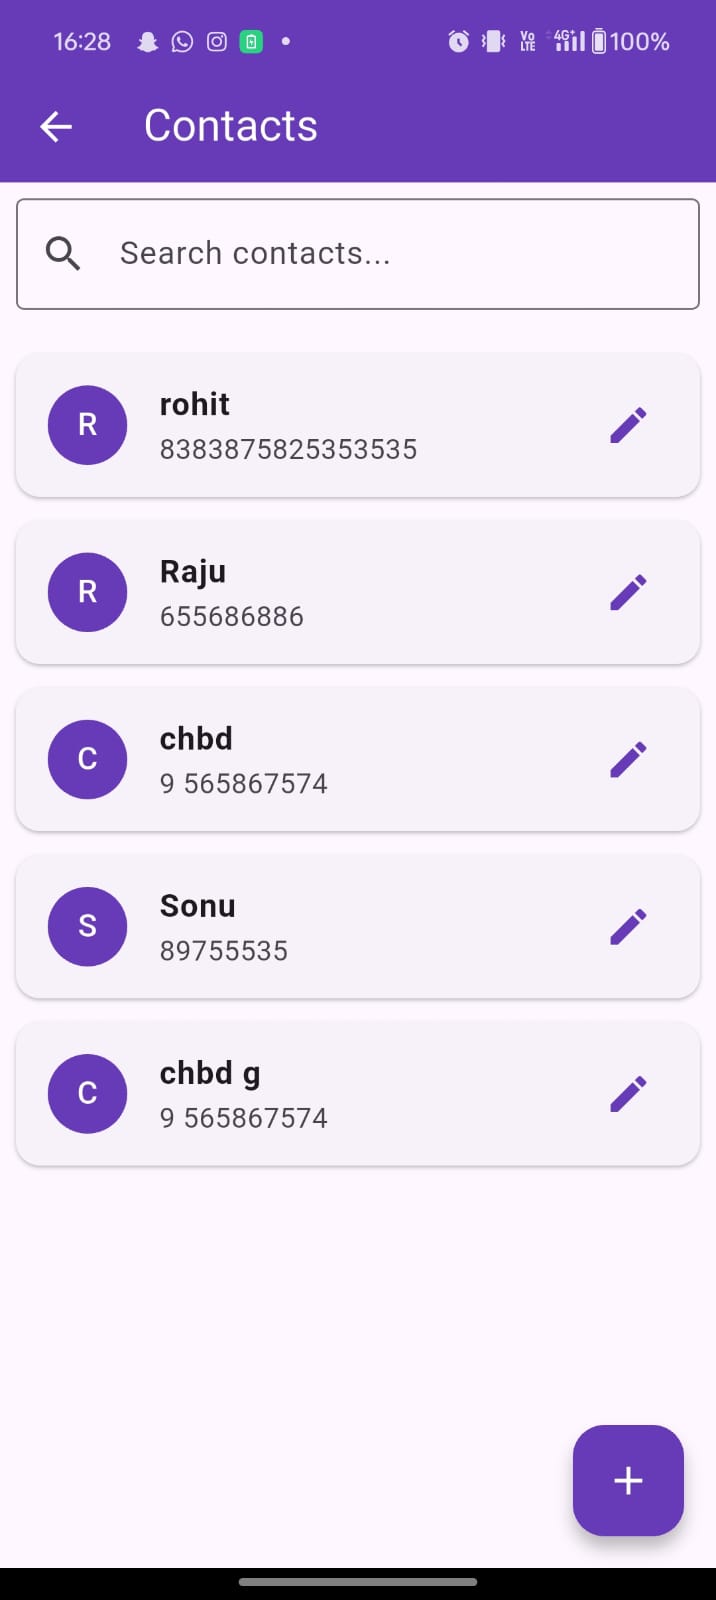 16:28
Vo
LTE
4G+
100%
Contacts
Search contacts...
R
rohit
8383875825353535
R
Raju
655686886
C
chbd
9 565867574
S
Sonu
89755535
C
chbd g
9 565867574